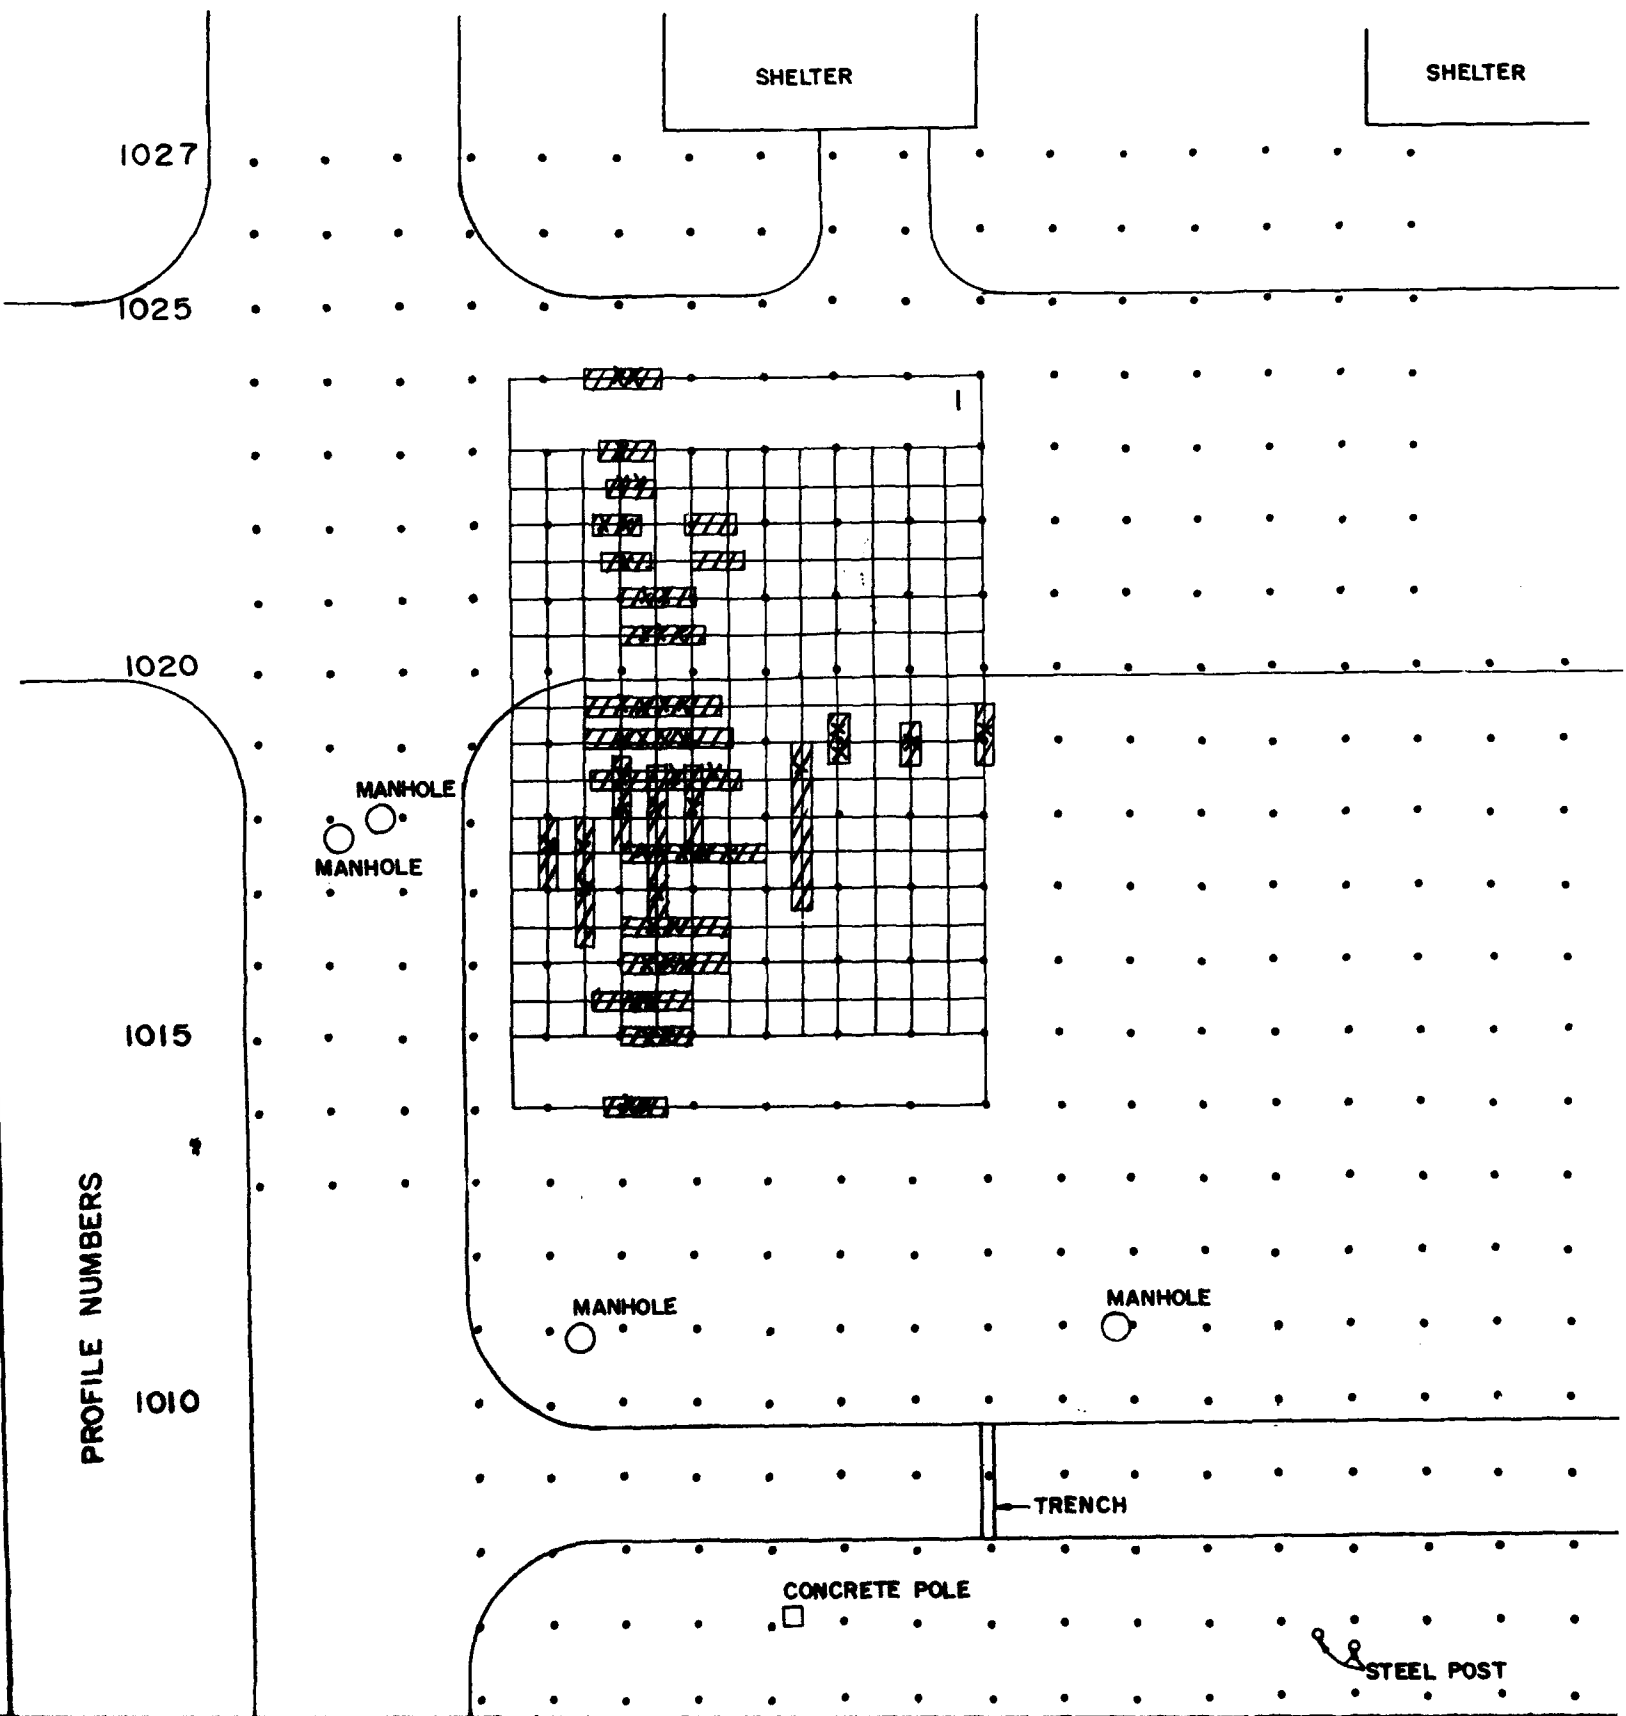 SHELTER
SHELTER
1027
1025
1
1020
MANHOLE
MANHOLE
1015
PROFILE NUMBERS
MANHOLE
MANHOLE
1010
TRENCH
CONCRETE POLE
STEEL POST